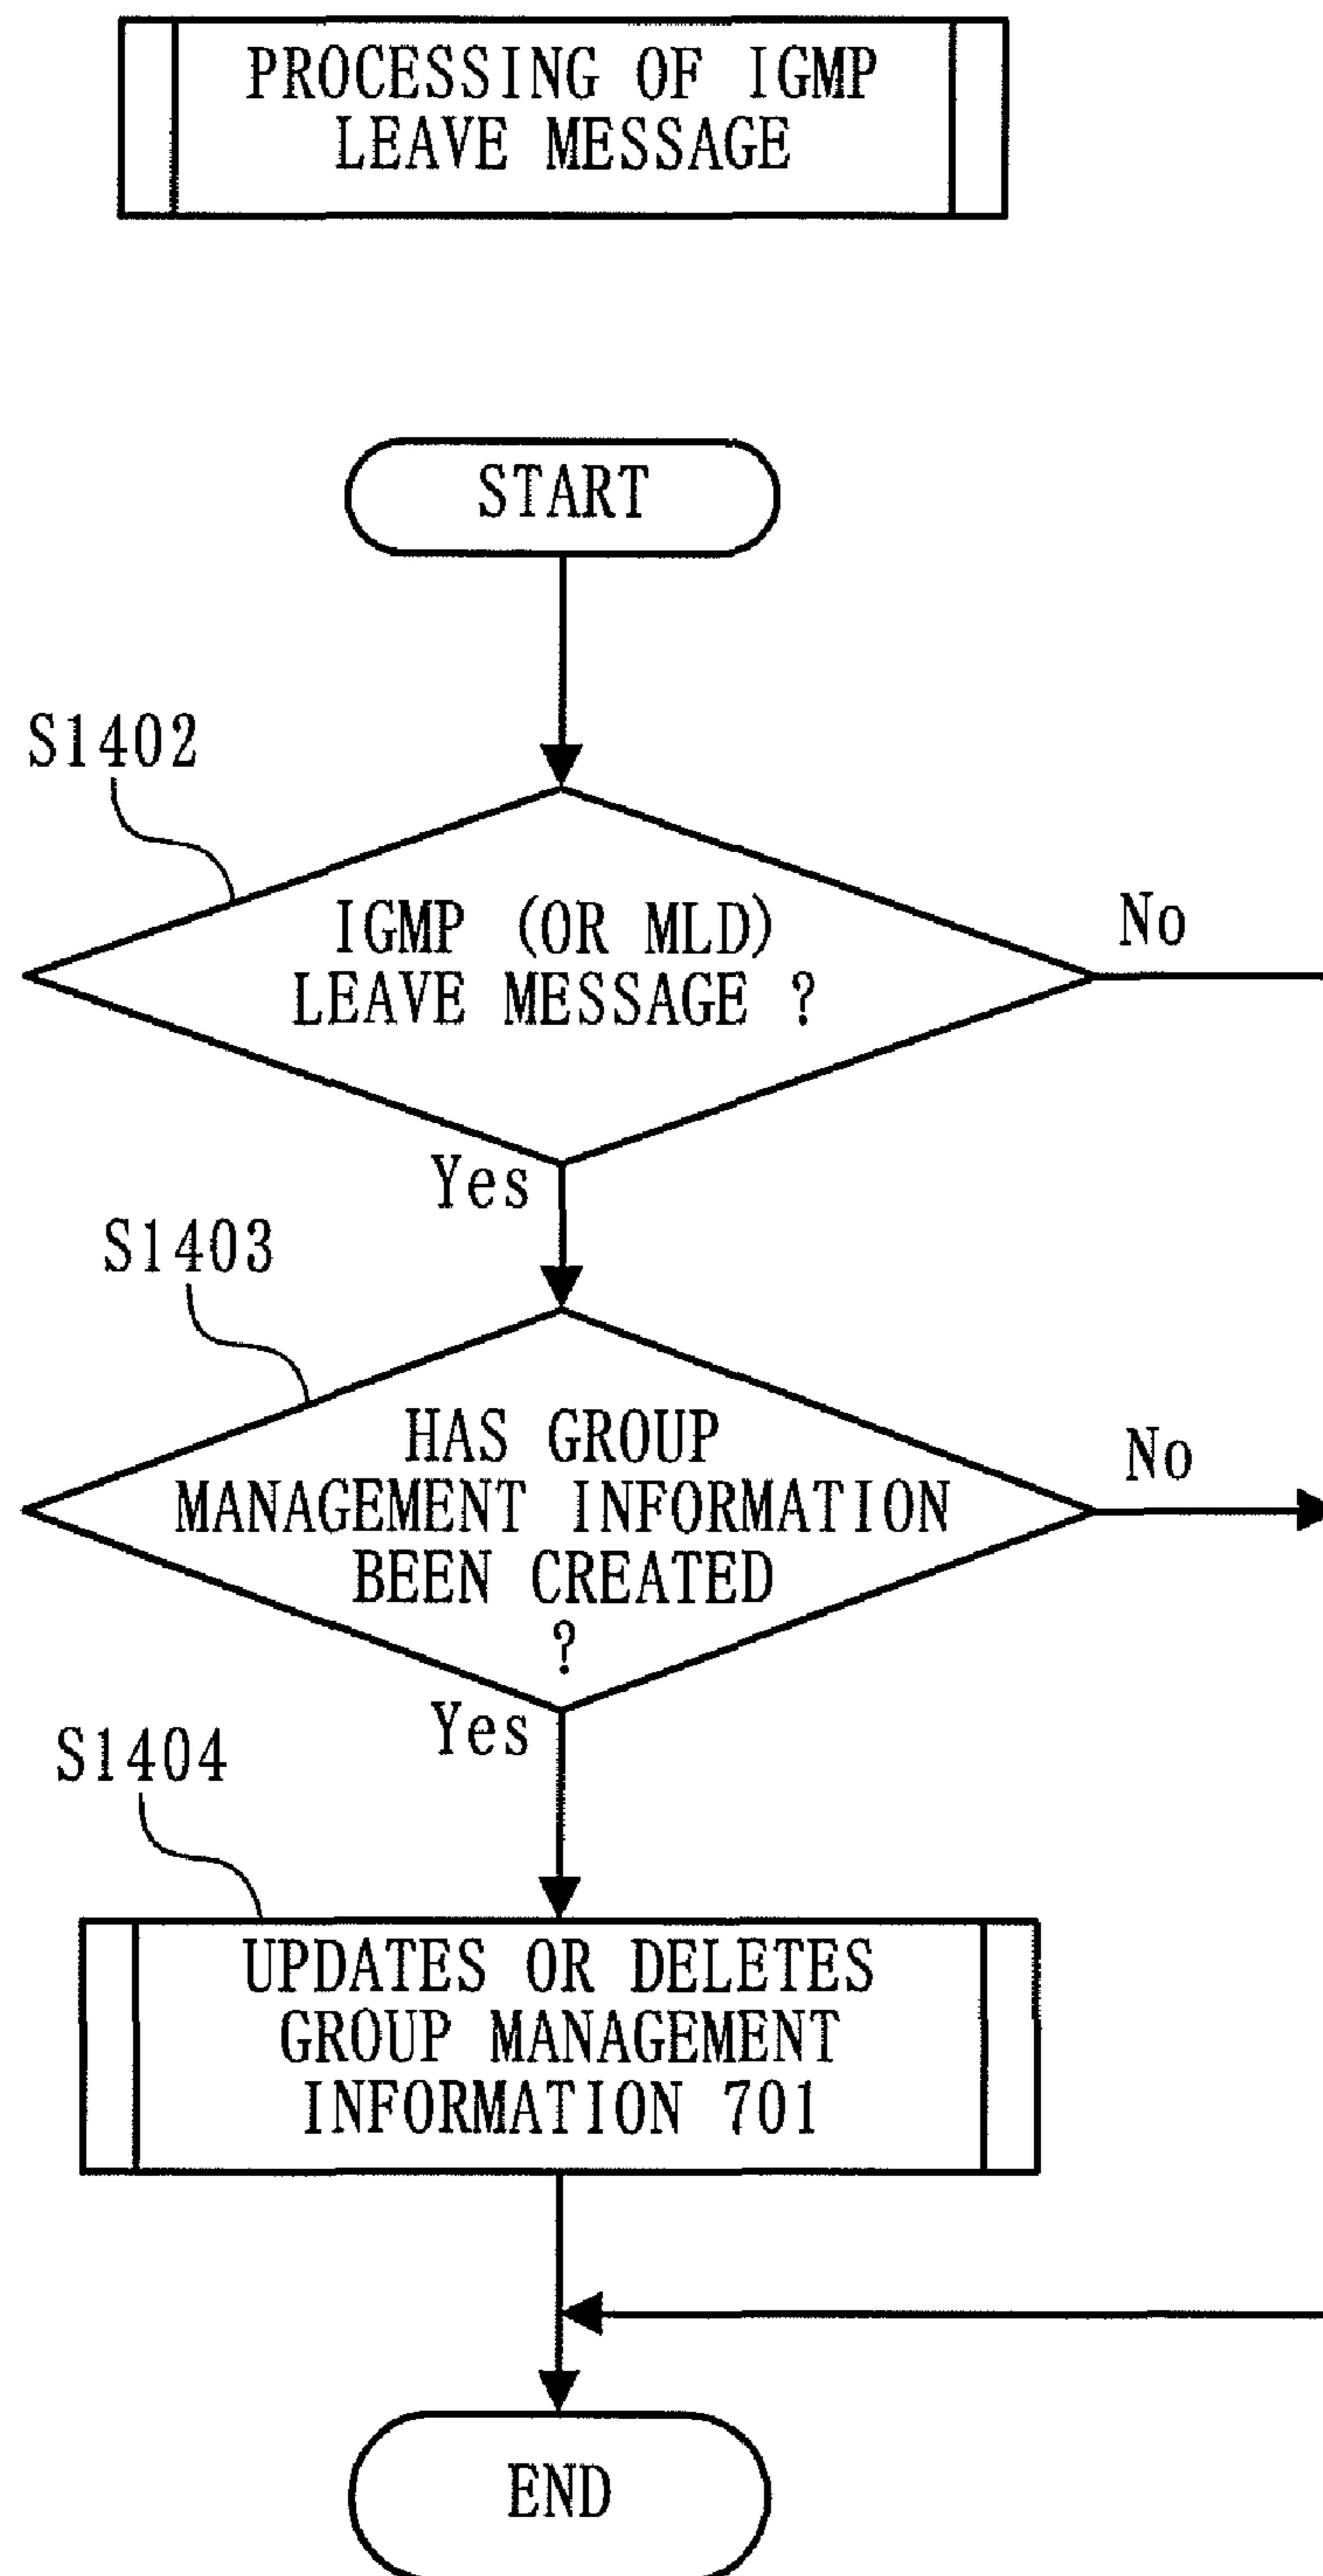 PROCESSING OF IGMP
LEAVE MESSAGE
START
S1402
IGMP (OR MLD)
LEAVE MESSAGE ?
No
Yes
S1403
HAS GROUP
MANAGEMENT INFORMATION
BEEN CREATED
?
No
Yes
S1404
UPDATES OR DELETES
GROUP MANAGEMENT
INFORMATION 701
END